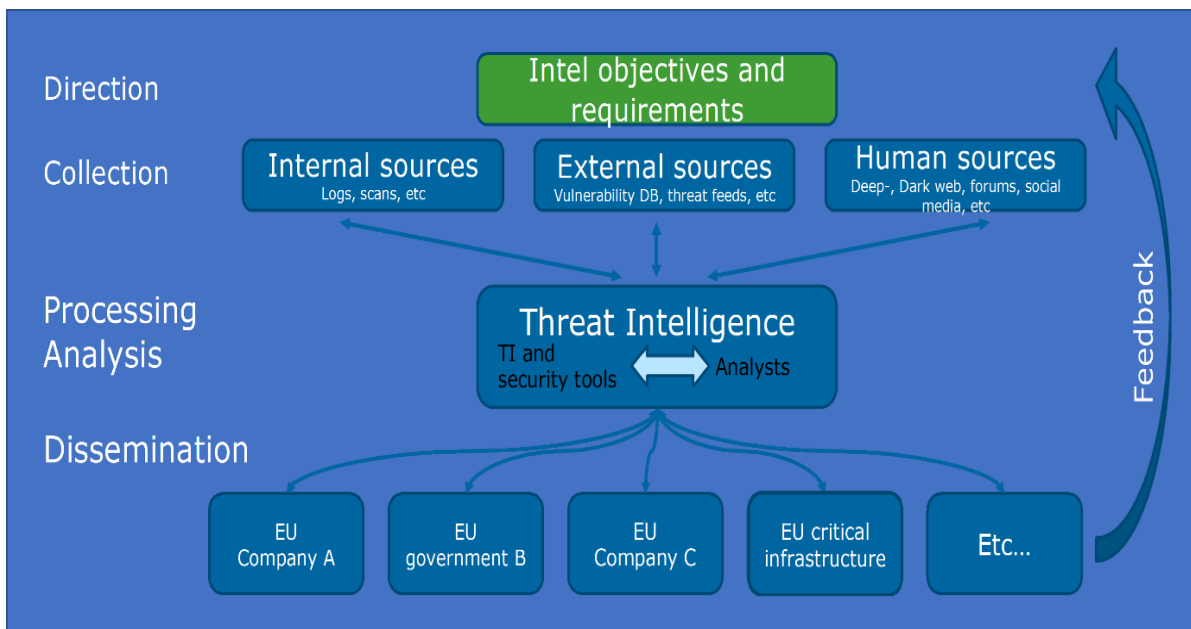 Direction
Intel objectives and
requirements
Collection
Internal sources
Logs, scans, etc
External sources
Vulnerability DB, threat feeds, etc
Human sources
Deep-, Dark web, forums, social
media, etc
Processing
Analysis
Threat Intelligence
TI and
security tools
Analysts
Feedback
Dissemination
EU
Company A
EU
government B
EU
Company C
EU critical
infrastructure
Etc...